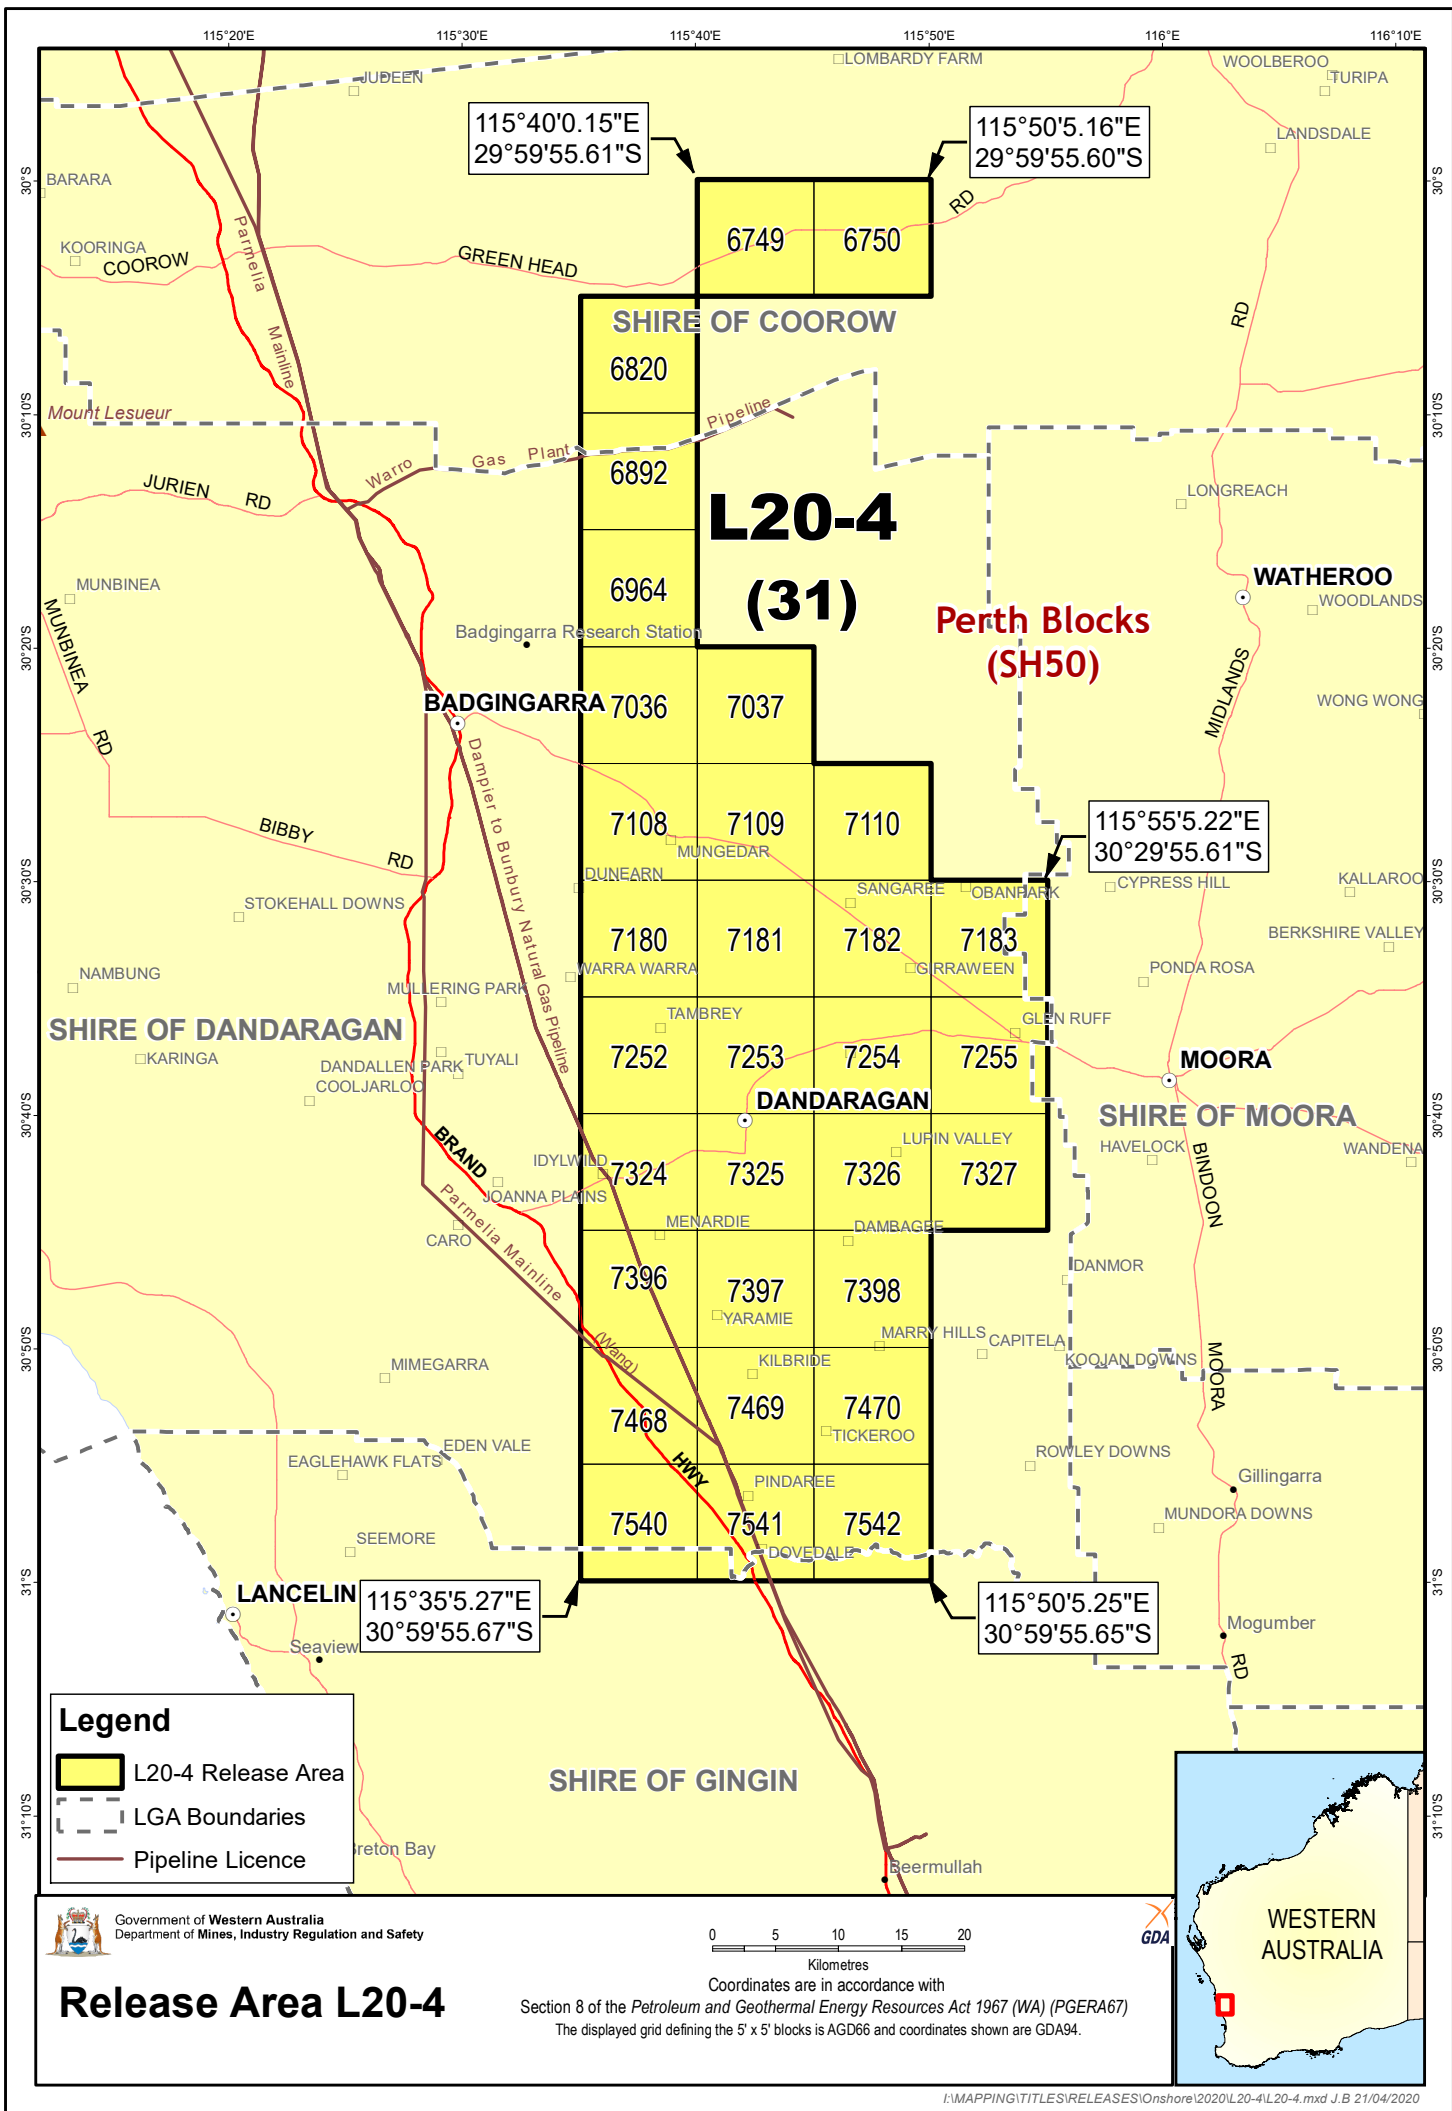 115°20'E
115°30'E
115°40'E
115°50'E
116°E
116°10'E
LOMBARDY FARM
WOOLBEROO
TURIPA
JUDEEN
115°40'0.15"E
29°59'55.61"S
115°50'5.16"E
29°59'55.60"S
LANDSDALE
30°S
BARARA
30°S
RD
Parmelia
KOORINGA
COOROW
GREEN HEAD
6749
6750
Mainline
SHIRE OF COOROW
RD
6820
30°10'S
Mount Lesueur
Pipeline
30°10'S
Warro
Gas Plant
6892
JURIEN
RD
L20-4
(31)
LONGREACH
MUNBINEA
6964
WATHEROO
WOODLANDS
Perth Blocks
(SH50)
Badgingarra Research Station
30°20'S
MUNBINEA
RD
30°20'S
BADGINGARRA
7036
7037
MIDLANDS
WONG WONG
Dampier to Bunbury Natural Gas Pipeline
115°55'5.22"E
30°29'55.61"S
BIBBY
RD
7108
7109
7110
MUNGEDAR
30°30'S
DUNEARN
SANGAREE
OBANPARK
CYPRESS HILL
KALLAROO
30°30'S
STOKEHALL DOWNS
7180
7181
7182
7183
BERKSHIRE VALLEY
NAMBUNG
WARRA WARRA
GIRRAWEEN
PONDA ROSA
MULLERING PARK
TAMBREY
GLEN RUFF
SHIRE OF DANDARAGAN
KARINGA
DANDALLEN PARK
TUYALI
7252
7253
7254
7255
MOORA
COOLJARLOO
DANDARAGAN
SHIRE OF MOORA
30°40'S
30°40'S
BRAND
LUPIN VALLEY
HAVELOCK
WANDENA
IDYLWILD
7324
7325
7326
7327
BINDOON
JOANNA PLAINS
Parmelia Mainline
(Wang)
CARO
MENARDIE
DAMBAGEE
DANMOR
7396
7397
7398
YARAMIE
MARRY HILLS
CAPITELA
KOOJAN DOWNS
30°50'S
30°50'S
MIMEGARRA
KILBRIDE
MOORA
7468
7469
7470
TICKEROO
EDEN VALE
EAGLEHAWK FLATS
HWY
ROWLEY DOWNS
Gillingarra
PINDAREE
MUNDORA DOWNS
7540
7541
7542
SEEMORE
DOVEDALE
31°S
31°S
LANCELIN
115°35'5.27"E
30°59'55.67"S
115°50'5.25"E
30°59'55.65"S
Mogumber
Seaview
RD
Legend
L20-4 Release Area
LGA Boundaries
Pipeline Licence
SHIRE OF GINGIN
31°10'S
31°10'S
Breton Bay
Beermullah
Government of Western Australia
Department of Mines, Industry Regulation and Safety
Release Area L20-4
0 5 10 15 20
Kilometres
Coordinates are in accordance with
Section 8 of the Petroleum and Geothermal Energy Resources Act 1967 (WA) (PGERA67)
The displayed grid defining the 5' x 5' blocks is AGD66 and coordinates shown are GDA94.
GDA
WESTERN
AUSTRALIA
I:\MAPPING\TITLES\RELEASES\Onshore\2020\L20-4\L20-4.mxd J.B 21/04/2020